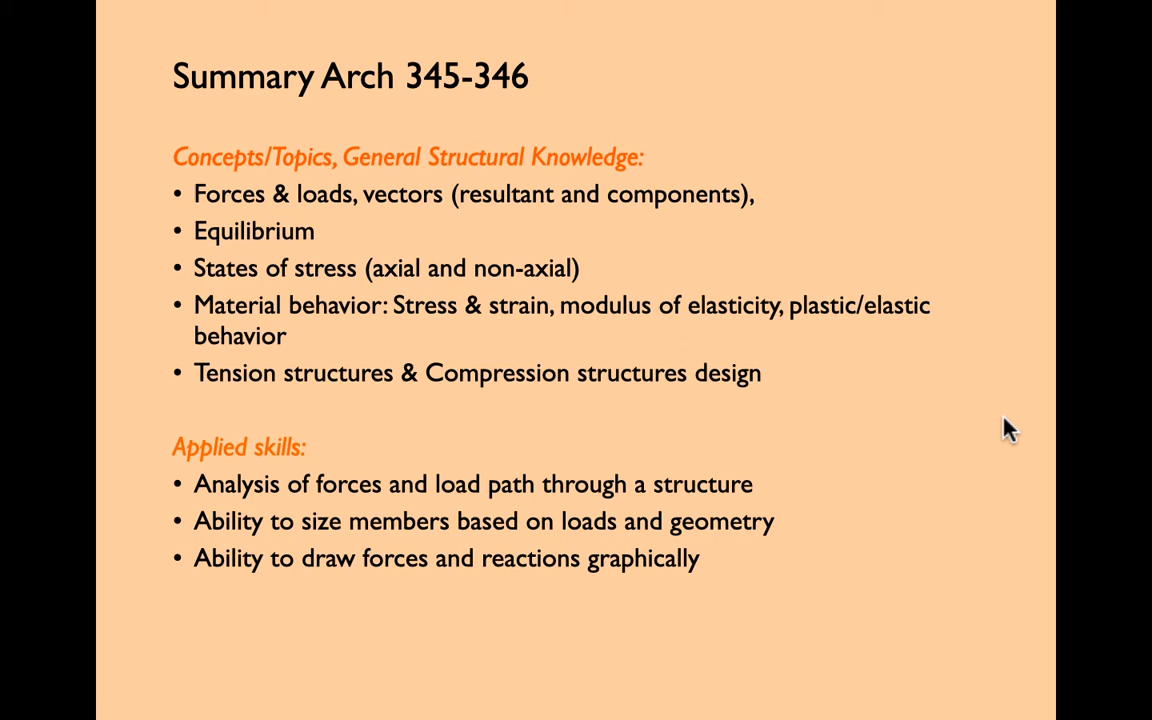 Summary Arch 345-346
Concepts/Topics, General Structural Knowledge:
• Forces & loads, vectors (resultant and components),
• Equilibrium
• States of stress (axial and non-axial)
• Material behavior: Stress & strain, modulus of elasticity, plastic/elastic
behavior
• Tension structures & Compression structures design
Applied skills:
• Analysis of forces and load path through a structure
• Ability to size members based on loads and geometry
• Ability to draw forces and reactions graphically